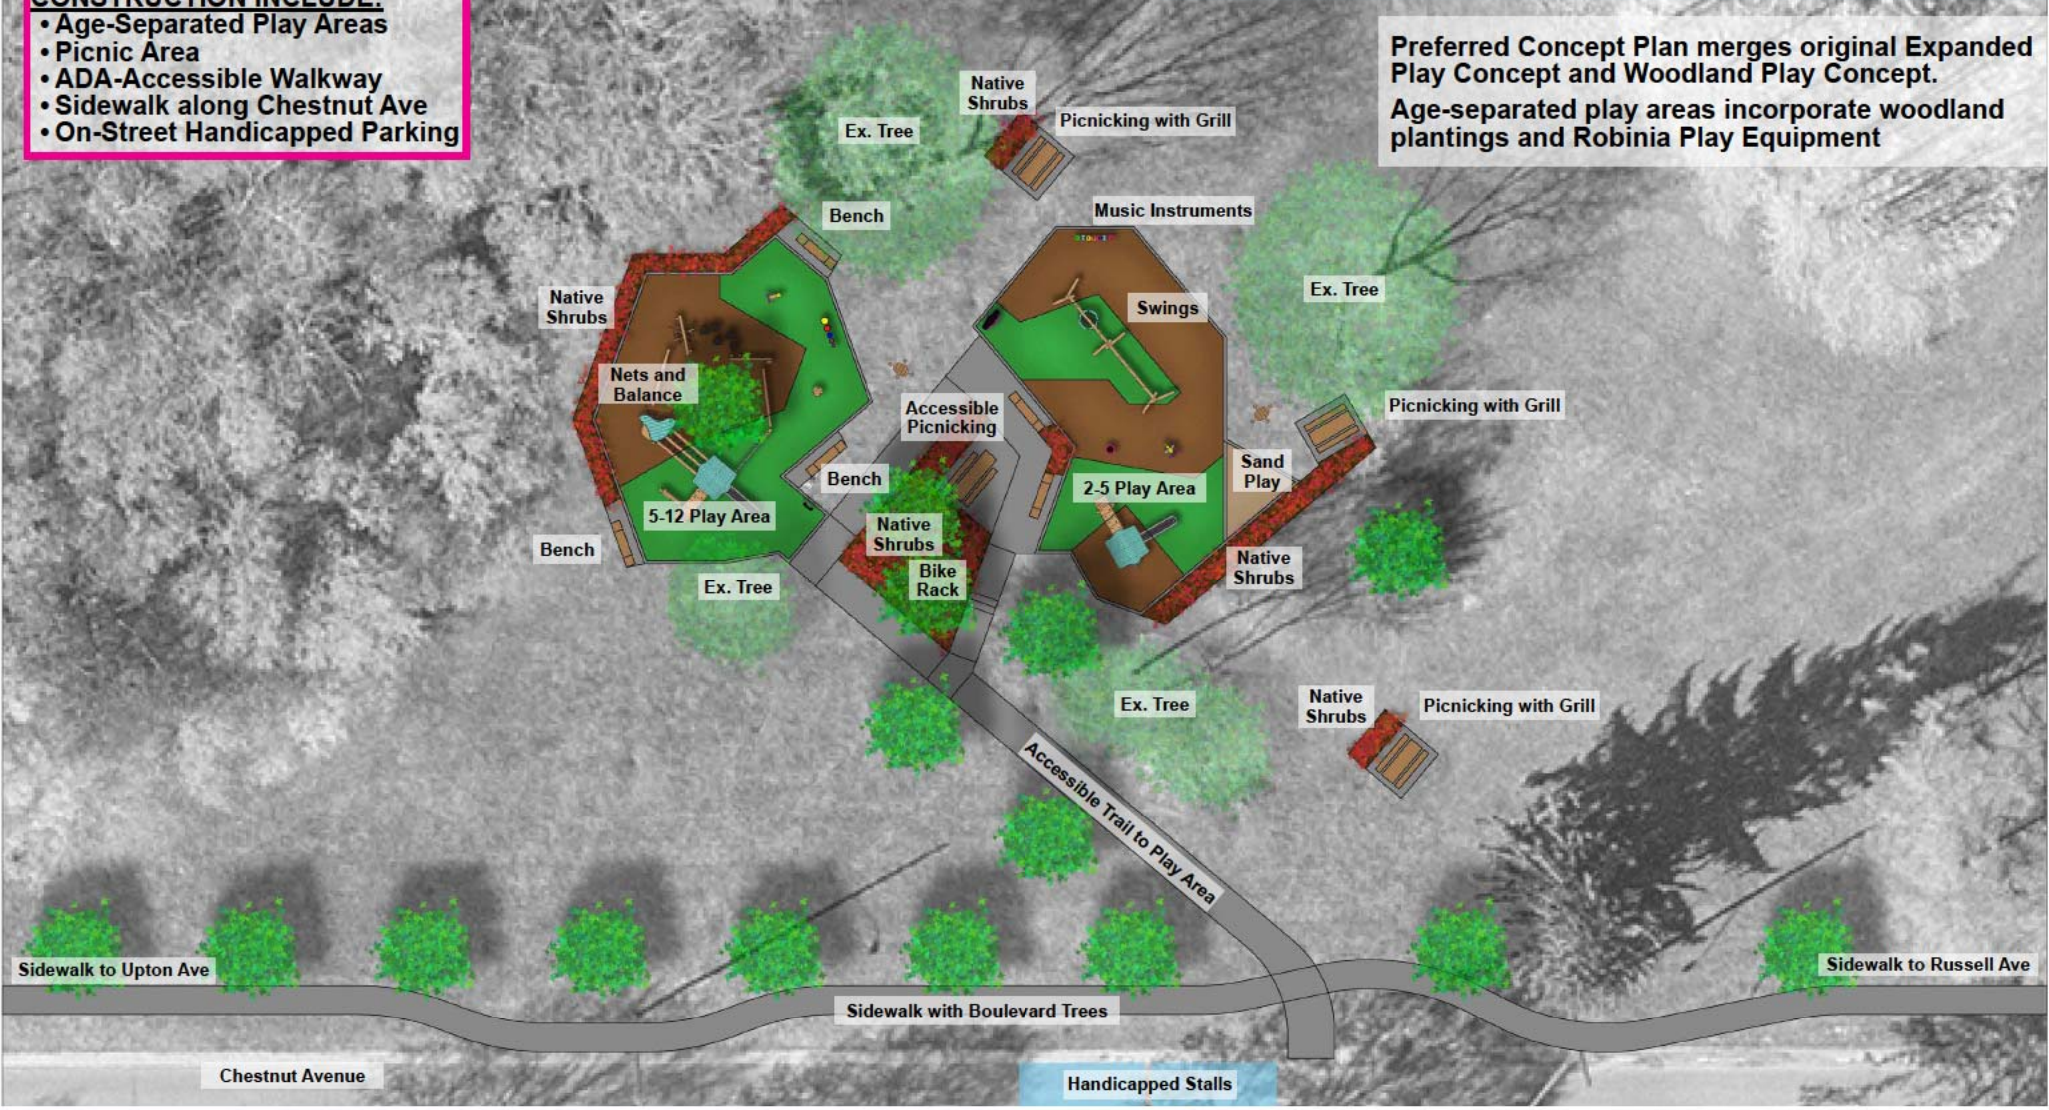 CONSTRUCTION INCLUDE:
• Age-Separated Play Areas
• Picnic Area
• ADA-Accessible Walkway
• Sidewalk along Chestnut Ave
• On-Street Handicapped Parking
Preferred Concept Plan merges original Expanded
Play Concept and Woodland Play Concept.
Age-separated play areas incorporate woodland
plantings and Robinia Play Equipment
Native
Shrubs
Picnicking with Grill
Ex. Tree
Bench
Music Instruments
Native
Shrubs
Swings
Ex. Tree
Nets and
Balance
Accessible
Picnicking
Picnicking with Grill
Sand
Play
Bench
2-5 Play Area
5-12 Play Area
Bench
Native
Shrubs
Native
Shrubs
Bike
Rack
Ex. Tree
Ex. Tree
Native
Shrubs
Picnicking with Grill
Accessible Trail to Play Area
Sidewalk to Upton Ave
Sidewalk to Russell Ave
Sidewalk with Boulevard Trees
Chestnut Avenue
Handicapped Stalls